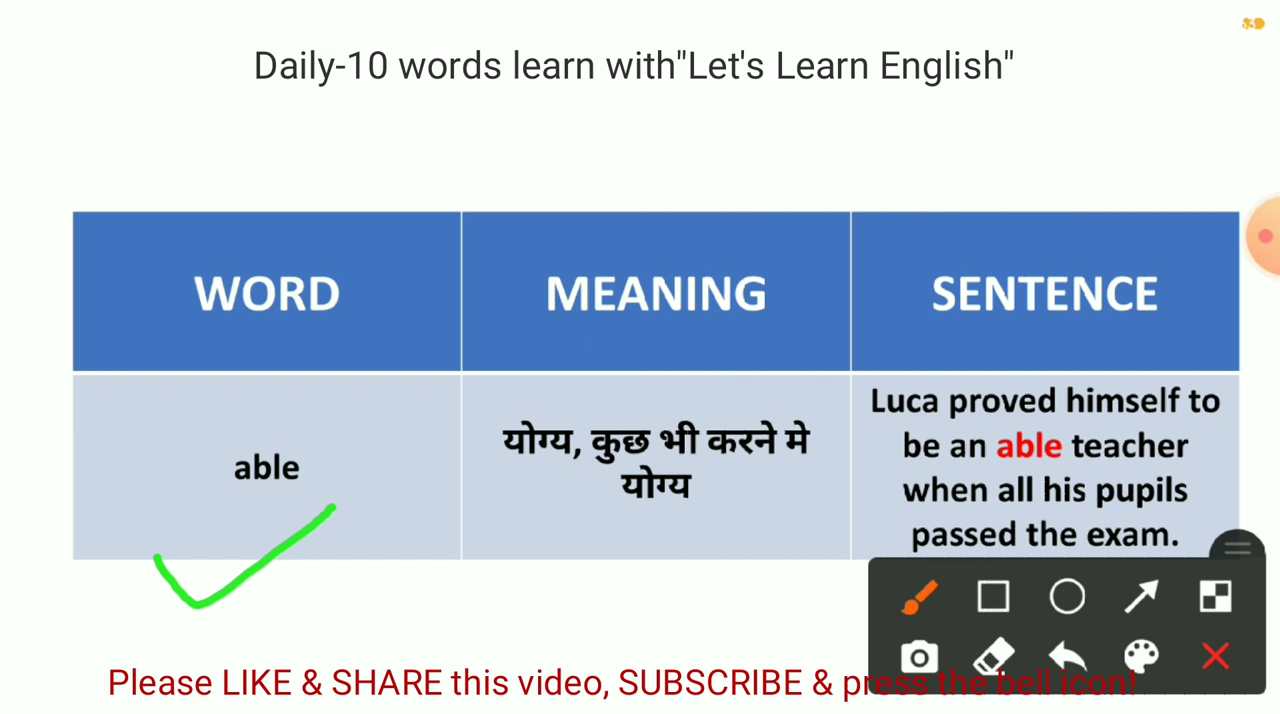 Daily-10 words learn with"Let's Learn English"
WORD
MEANING
SENTENCE
able
योग्य, कुछ भी करने मे
योग्य
Luca proved himself to
be an able teacher
when all his pupils
passed the exam.
Please LIKE & SHARE this video, SUBSCRIBE & press the bell icon!